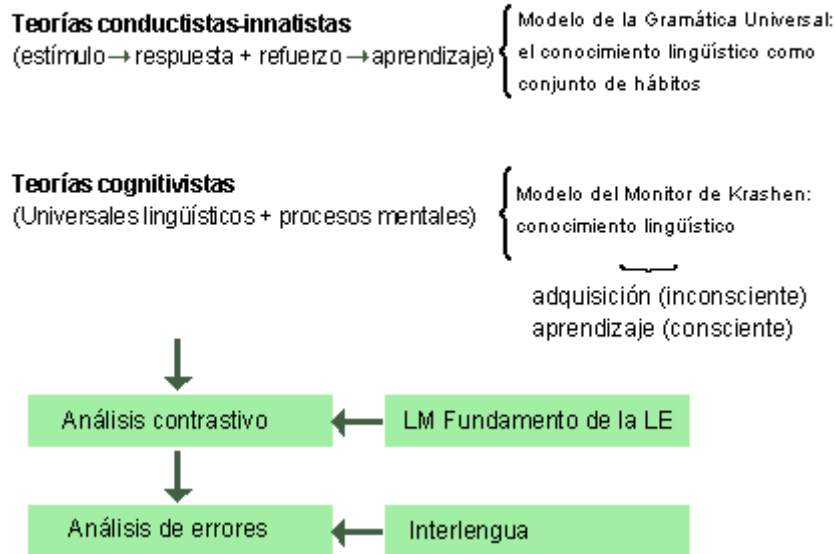 Teorías conductistas-innatistas
(estímulo → respuesta + refuerzo → aprendizaje)
Modelo de la Gramática Universal:
el conocimiento lingüístico como
conjunto de hábitos
Teorías cognitivistas
(Universales lingüísticos + procesos mentales)
Modelo del Monitor de Krashen:
conocimiento lingüístico
adquisición (inconsciente)
aprendizaje (consciente)
Análisis contrastivo
LM Fundamento de la LE
Análisis de errores
Interlengua